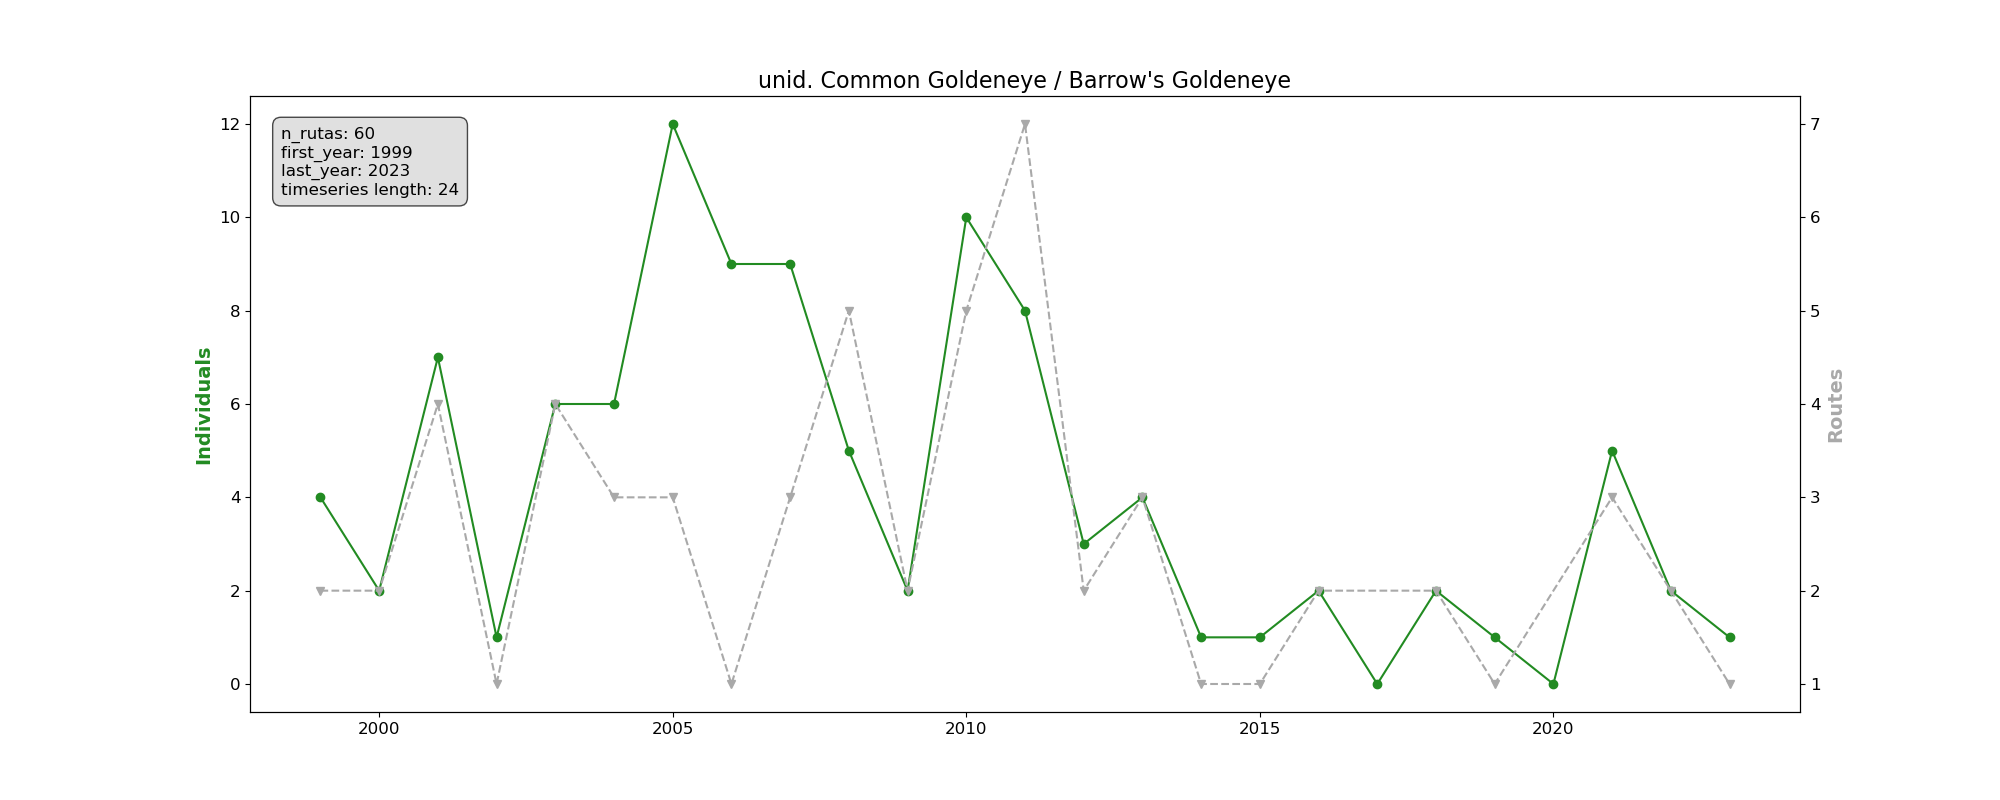 unid. Common Goldeneye / Barrow's Goldeneye
n_rutas: 60
first_year: 1999
last_year: 2023
timeseries length: 24
Individuals
12
10
8
6
4
2
0
Routes
7
6
5
4
3
2
1
2000
2005
2010
2015
2020